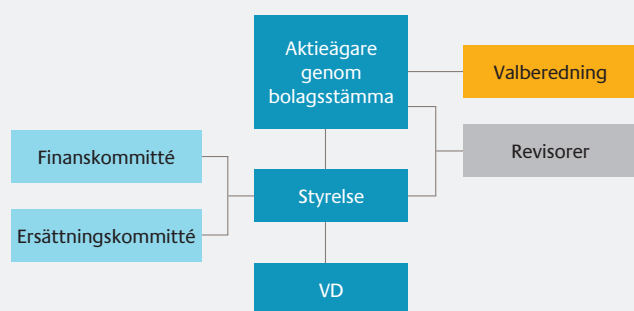 Aktieägare
genom
bolagsstämma
Valberedning
Finanskommitté
Revisorer
Styrelse
Ersättningskommitté
VD